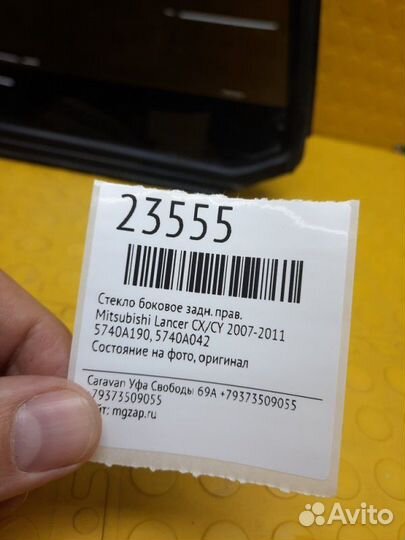 23555
Стекло боковое задн. прав.
Mitsubishi Lancer CX/CY 2007-2011
5740A190, 5740A042
Состояние на фото, оригинал
Caravan Уфа Свободы 69А +79373509055
79373509055
mgzap.ru
Avito